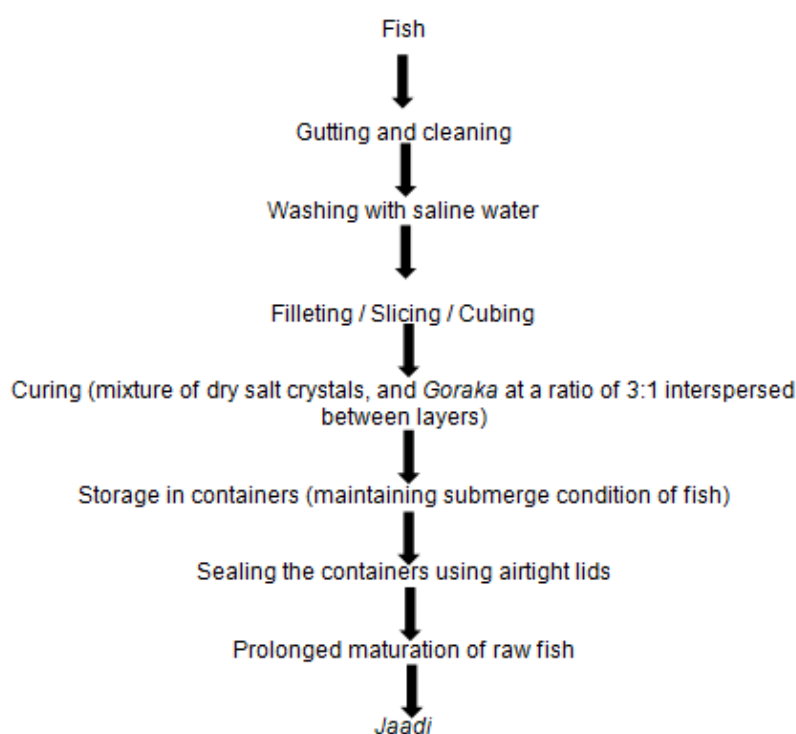 Fish
Gutting and cleaning
Washing with saline water
Filleting / Slicing / Cubing
Curing (mixture of dry salt crystals, and Goraka at a ratio of 3:1 interspersed
between layers)
Storage in containers (maintaining submerge condition of fish)
Sealing the containers using airtight lids
Prolonged maturation of raw fish
Jaadi